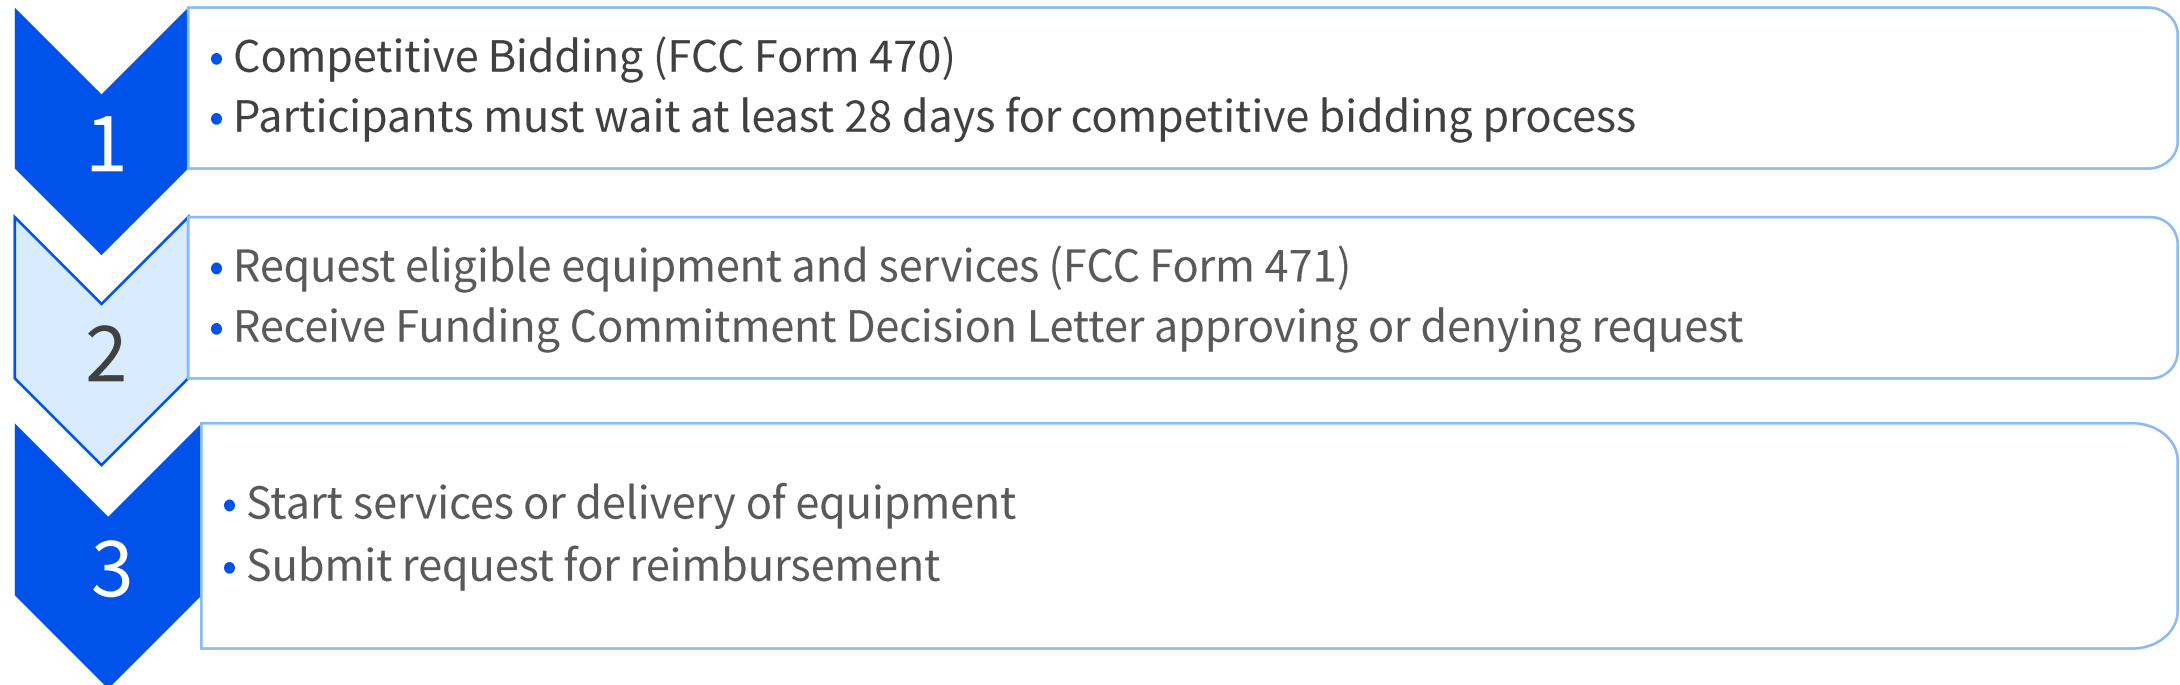 1
• Competitive Bidding (FCC Form 470)
• Participants must wait at least 28 days for competitive bidding process
2
• Request eligible equipment and services (FCC Form 471)
• Receive Funding Commitment Decision Letter approving or denying request
3
• Start services or delivery of equipment
• Submit request for reimbursement